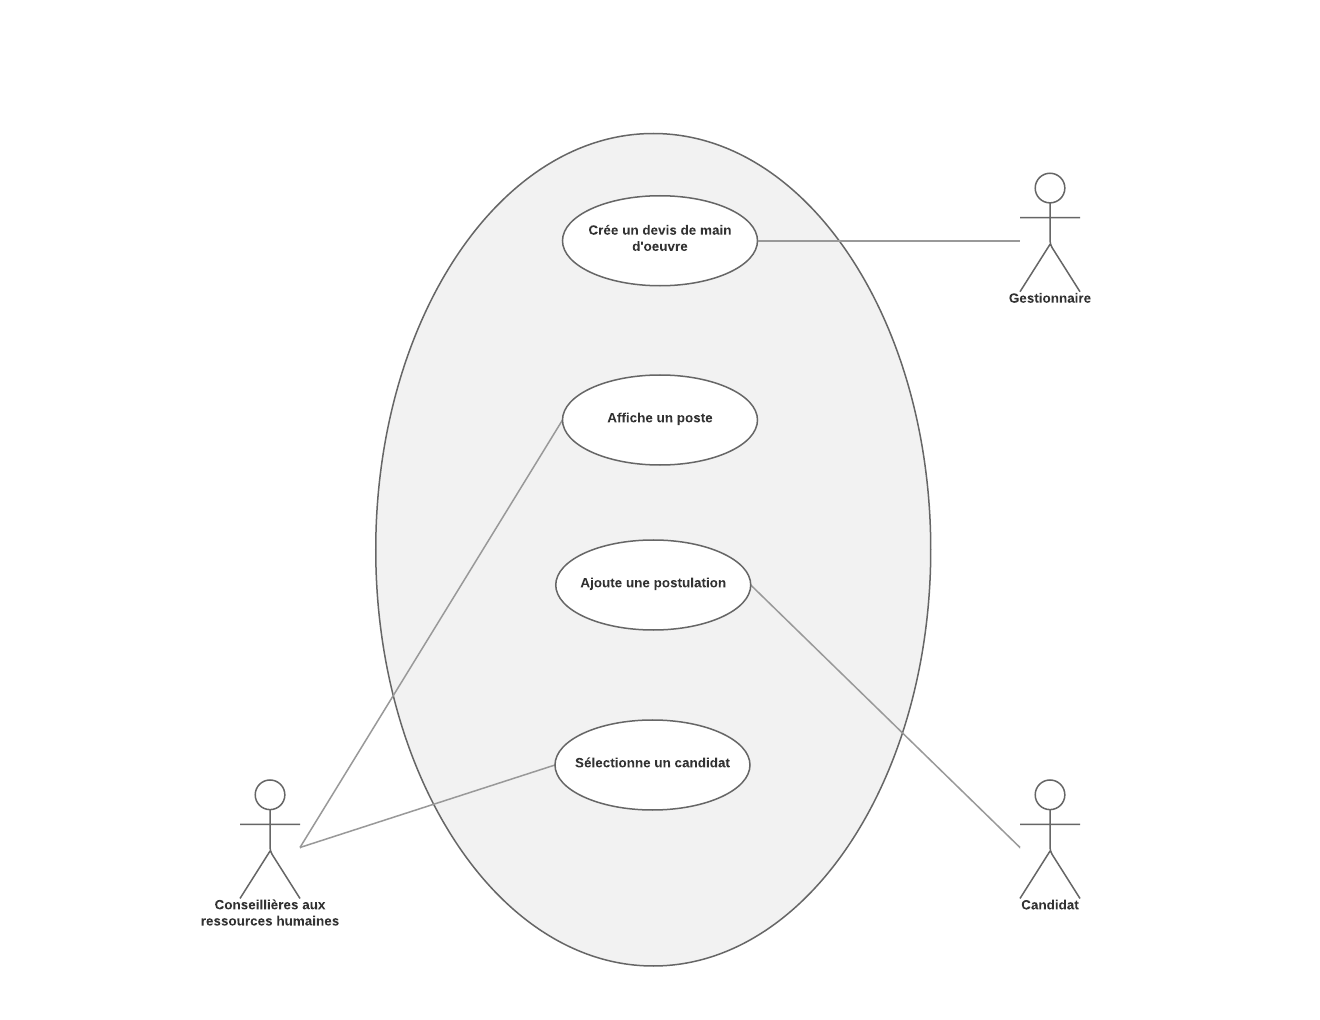 Crée un devis de main
d'oeuvre
Gestionnaire
Affiche un poste
Ajoute une postulation
Sélectionne un candidat
Conseillières aux
ressources humaines
Candidat